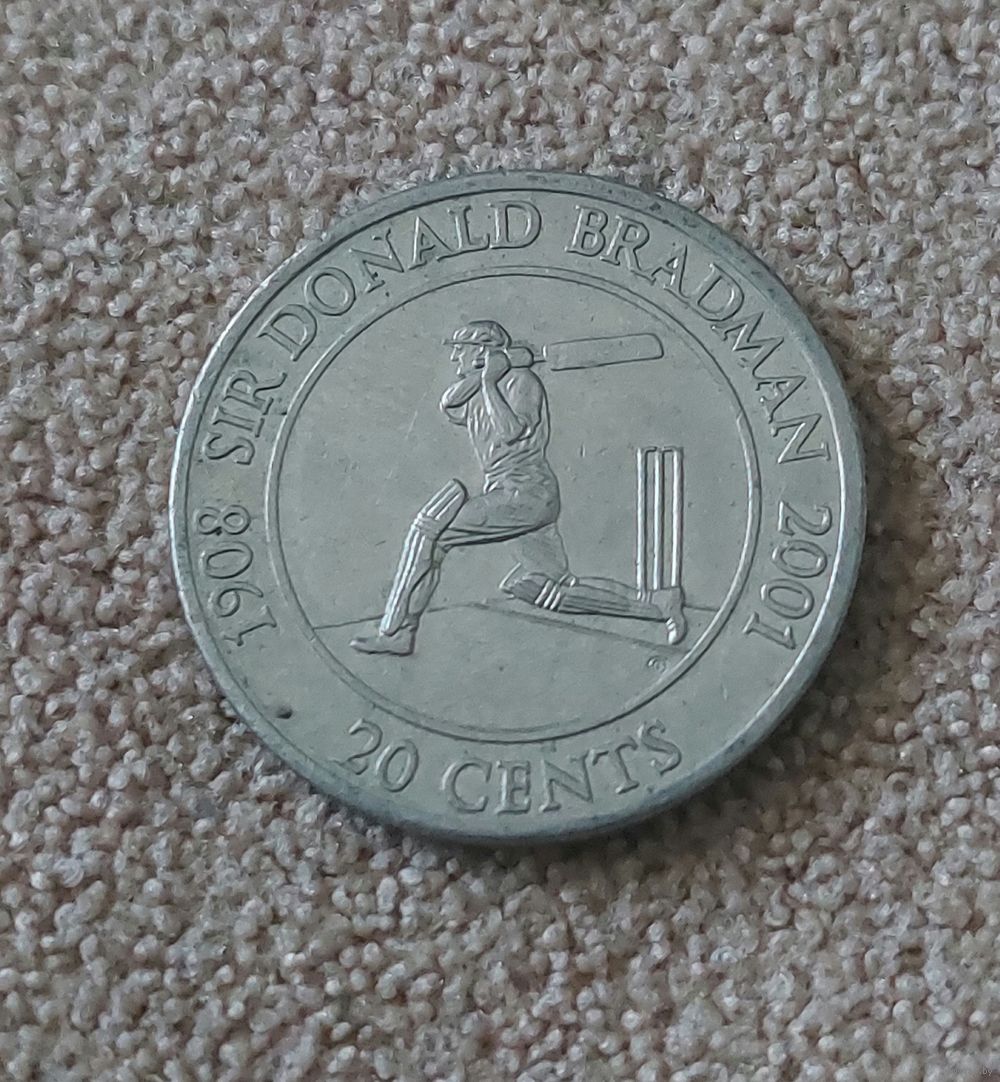 1908 SIR DONALD BRADMAN 2001
20 CENTS